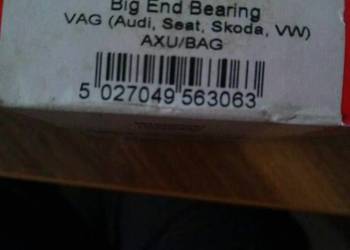 Big End Bearing
VAG (Audi, Seat, Skoda, VW)
AXU/BAG
5 027049 563063